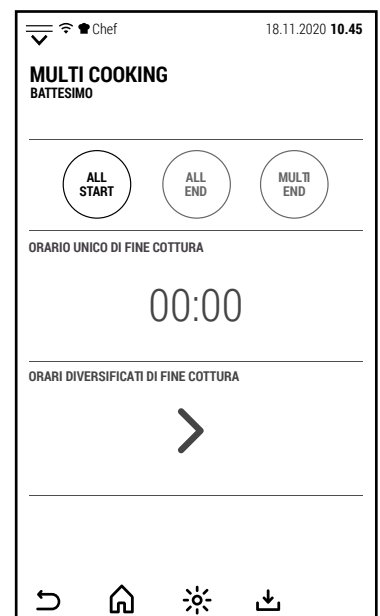 Chef 18.11.2020 10.45
MULTI COOKING
BATTESIMO
ALL
START
ALL
END
MULTI
END
ORARIO UNICO DI FINE COTTURA
00:00
ORARI DIVERSIFICATI DI FINE COTTURA